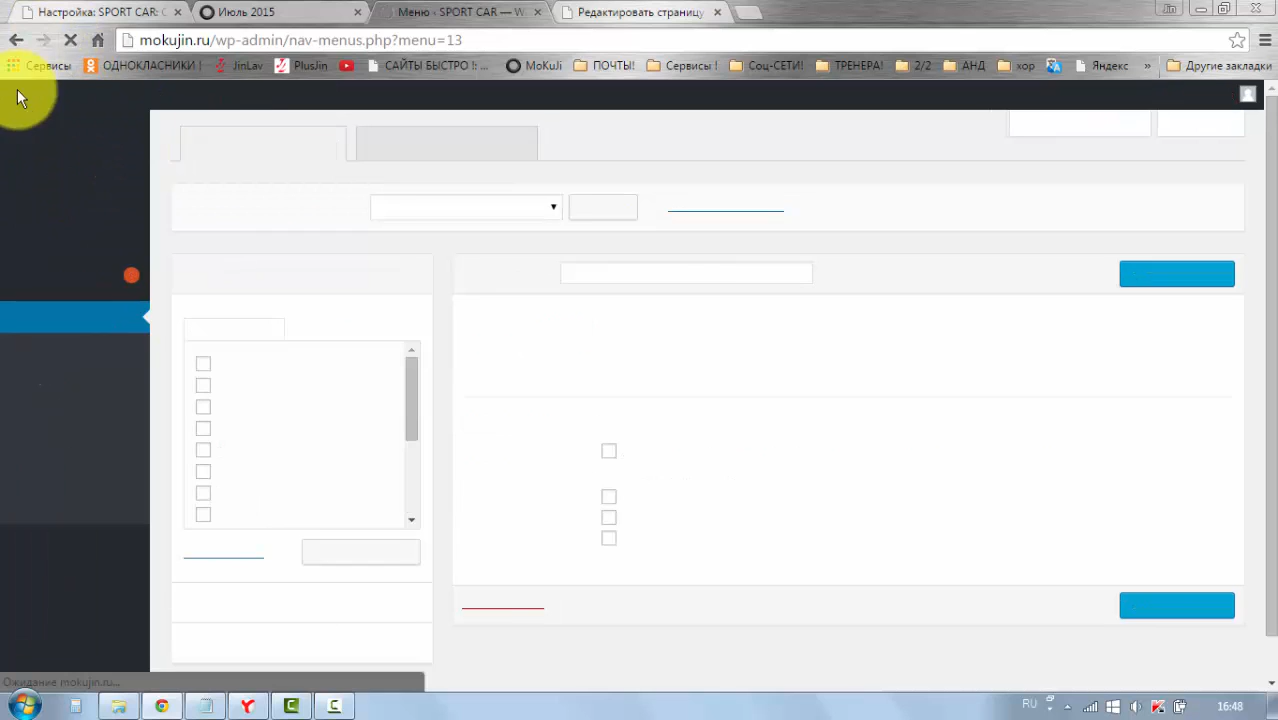 Настройка: SPORT CAR: С
Июль 2015
Меню ‹ SPORT CAR — W
Редактировать страницу
Jin
mokujin.ru/wp-admin/nav-menus.php?menu=13
Сервисы
ОДНОКЛАСНИКИ !
JinLav
PlusJin
САЙТЫ БЫСТРО !: ...
MoKuJi
ПОЧТЫ!
Сервисы !
Соц-СЕТИ!
ТРЕНЕРА!
2/2
АНД
хор
Яндекс
»
Другие закладки
Ожидание mokujin.ru...
RU
16:48